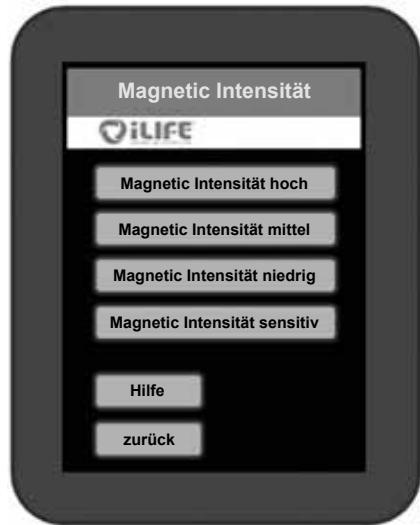 Magnetic Intensität
iLIFE
Magnetic Intensität hoch
Magnetic Intensität mittel
Magnetic Intensität niedrig
Magnetic Intensität sensitiv
Hilfe
zurück